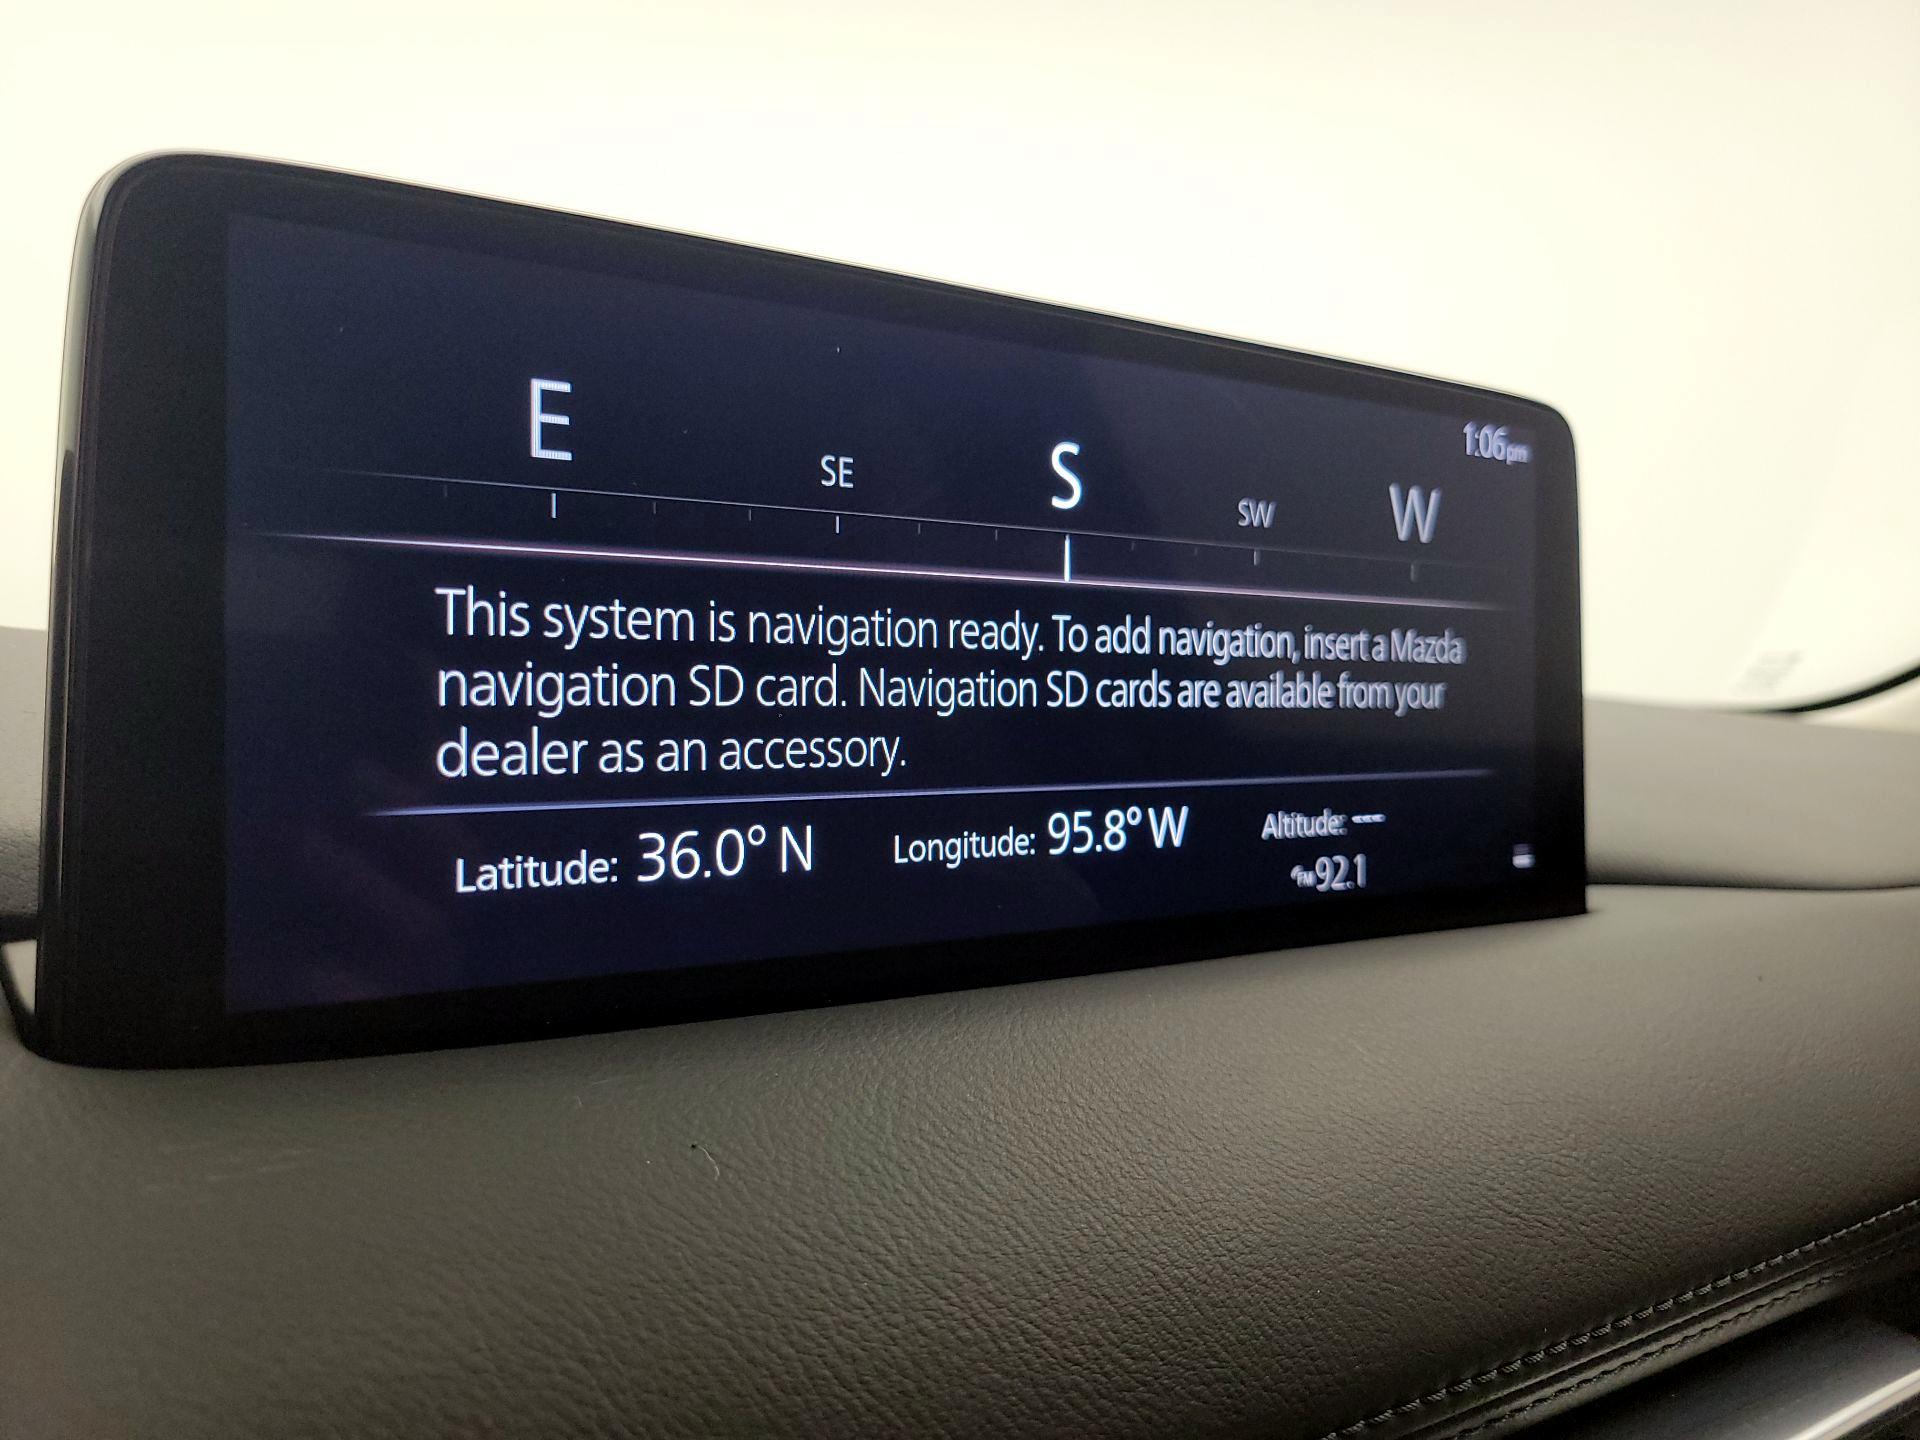 1:06pm
E SE S SW W
This system is navigation ready. To add navigation, insert a Mazda
navigation SD card. Navigation SD cards are available from your
dealer as an accessory.
Latitude: 36.0° N Longitude: 95.8° W Altitude: ---
FM 92.1